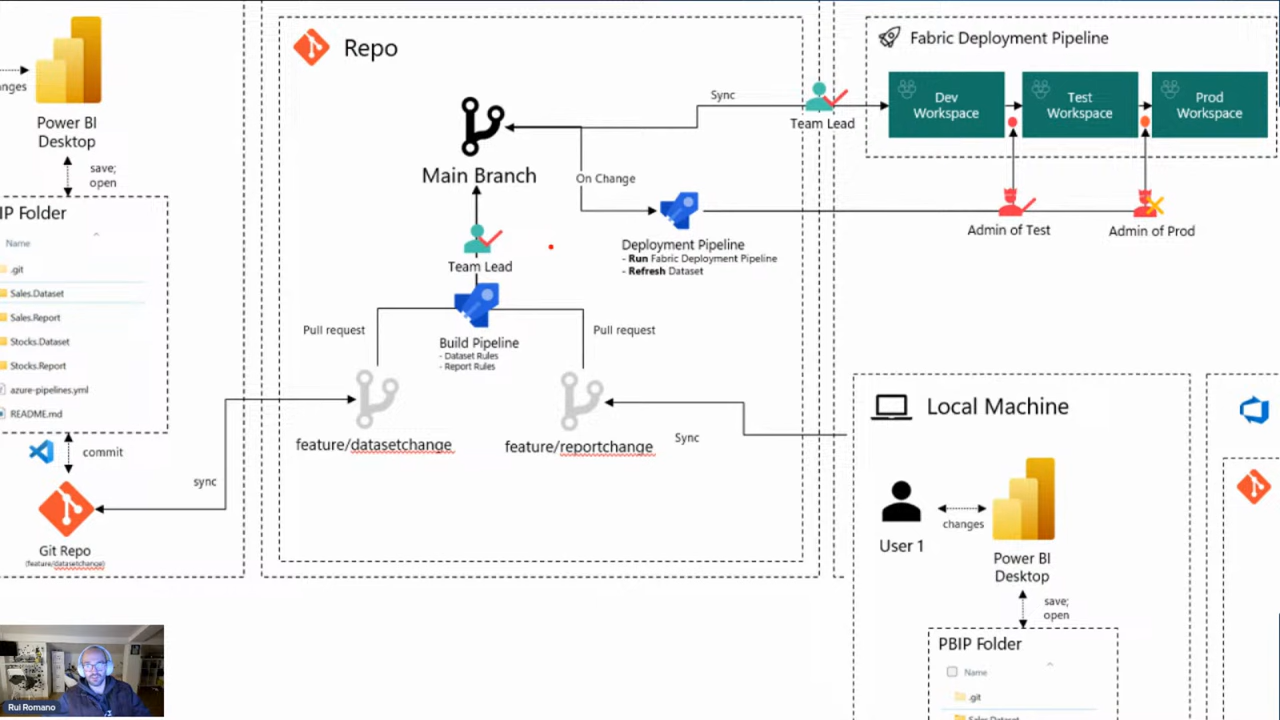 anges
Power BI
Desktop
save;
open
IP Folder
Name
.git
Sales.Dataset
Sales.Report
Stocks.Dataset
Stocks.Report
azure-pipelines.yml
README.md
commit
sync
Git Repo
(feature/datasetchange)
Repo
Main Branch
Sync
On Change
Team Lead
Deployment Pipeline
- Run Fabric Deployment Pipeline
- Refresh Dataset
Pull request
Pull request
Build Pipeline
- Dataset Rules
- Report Rules
feature/datasetchange
feature/reportchange
Sync
Team Lead
Fabric Deployment Pipeline
Dev
Workspace
Test
Workspace
Prod
Workspace
Admin of Test
Admin of Prod
Local Machine
User 1
changes
Power BI
Desktop
save;
open
PBIP Folder
Name
.git
Sales.Dataset
Rui Romano